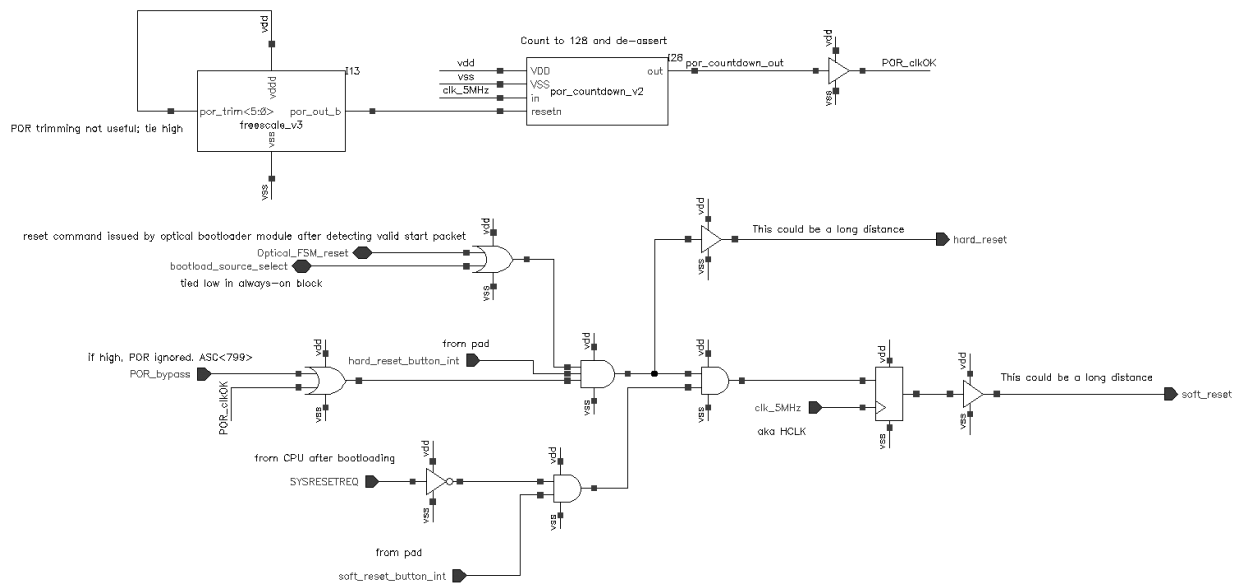 vdd
I13
vddd
por_trim<5:0> por_out_b
freescale_v3
vss
vss
POR trimming not useful; tie high
Count to 128 and de-assert
I28
vdd
VDD
out
vss
VSS
por_countdown_v2
clk_5MHz
in
resetn
por_countdown_out
vdd
vss
POR_clkOK
reset command issued by optical bootloader module after detecting valid start packet
Optical_FSM_reset
bootload_source_select
tied low in always-on block
vdd
vss
vdd
vss
This could be a long distance
hard_reset
if high, POR ignored. ASC<799>
POR_bypass
POR_clkOK
vdd
vss
from pad
hard_reset_button_int
vdd
vss
vdd
vss
clk_5MHz
aka HCLK
vdd
vss
vdd
vss
This could be a long distance
soft_reset
from CPU after bootloading
SYSRESETREQ
vdd
vss
vdd
vss
from pad
soft_reset_button_int